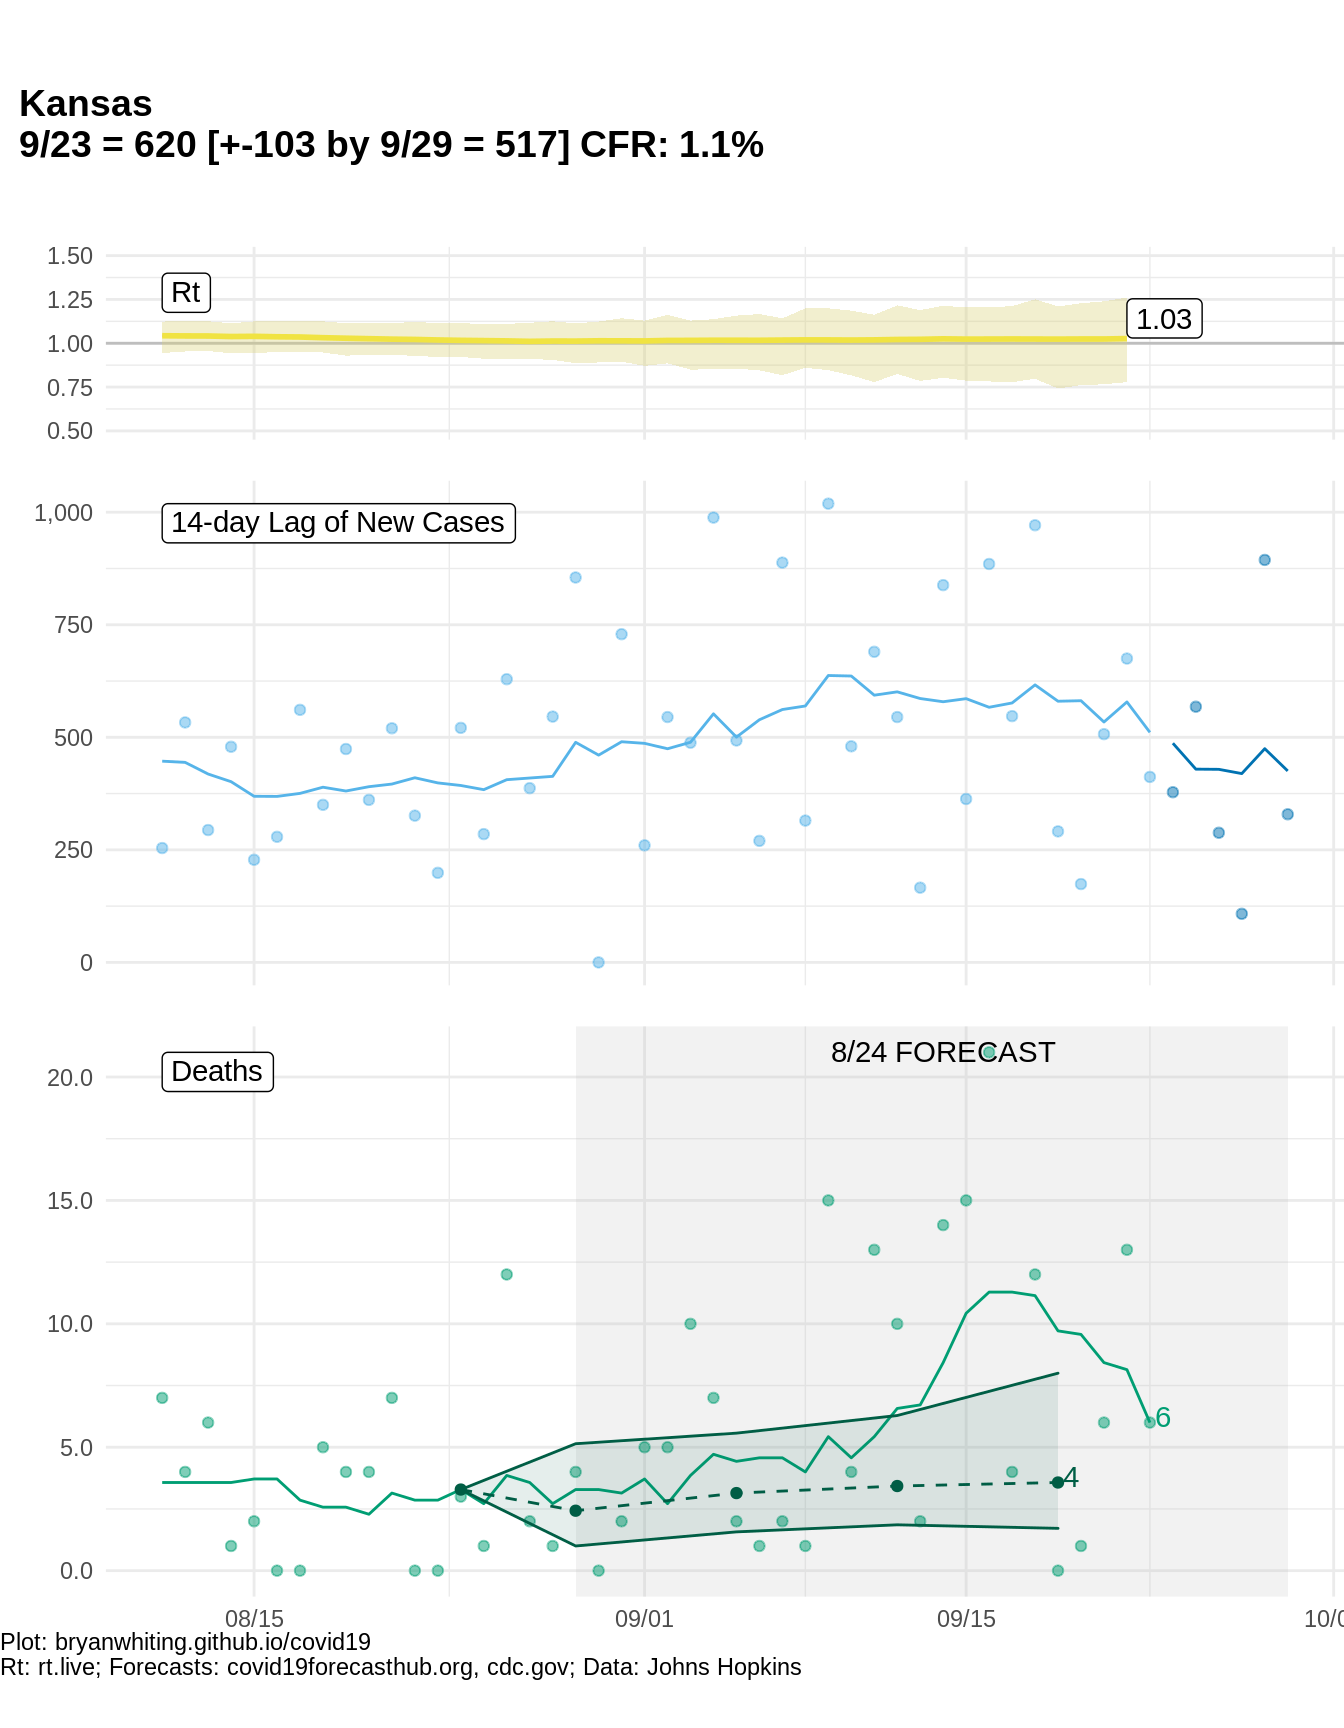 Kansas
9/23 = 620 [+-103 by 9/29 = 517] CFR: 1.1%
1.50
Rt
1.25
1.03
1.00
0.75
0.50
1,000
14-day Lag of New Cases
750
500
250
0
8/24 FORECAST
Deaths
20.0
15.0
10.0
6
5.0
4
0.0
08/15 09/01 09/15 10/0
Plot: bryanwhiting.github.io/covid19
Rt: rt.live; Forecasts: covid19forecasthub.org, cdc.gov; Data: Johns Hopkins